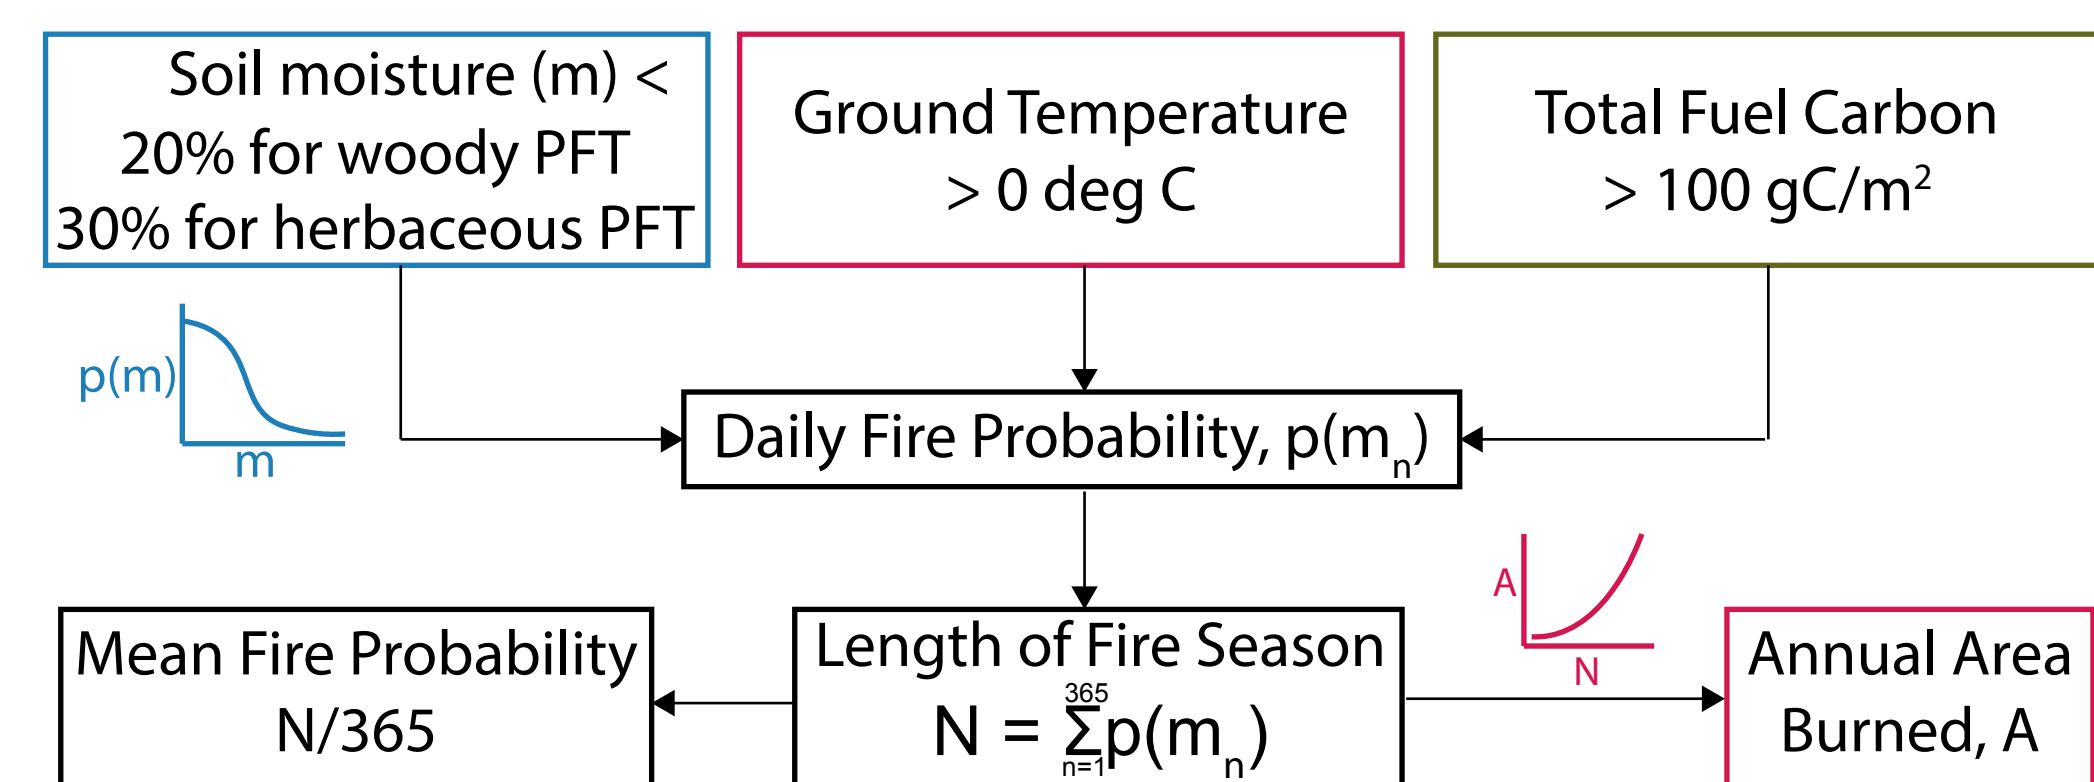 Soil moisture (m) <
20% for woody PFT
30% for herbaceous PFT
Ground Temperature
> 0 deg C
Total Fuel Carbon
> 100 gC/m²
p(m)
m
Daily Fire Probability, p(mₙ)
Mean Fire Probability
N/365
Length of Fire Season
365
N = Σp(mₙ)
n=1
A
N
Annual Area
Burned, A